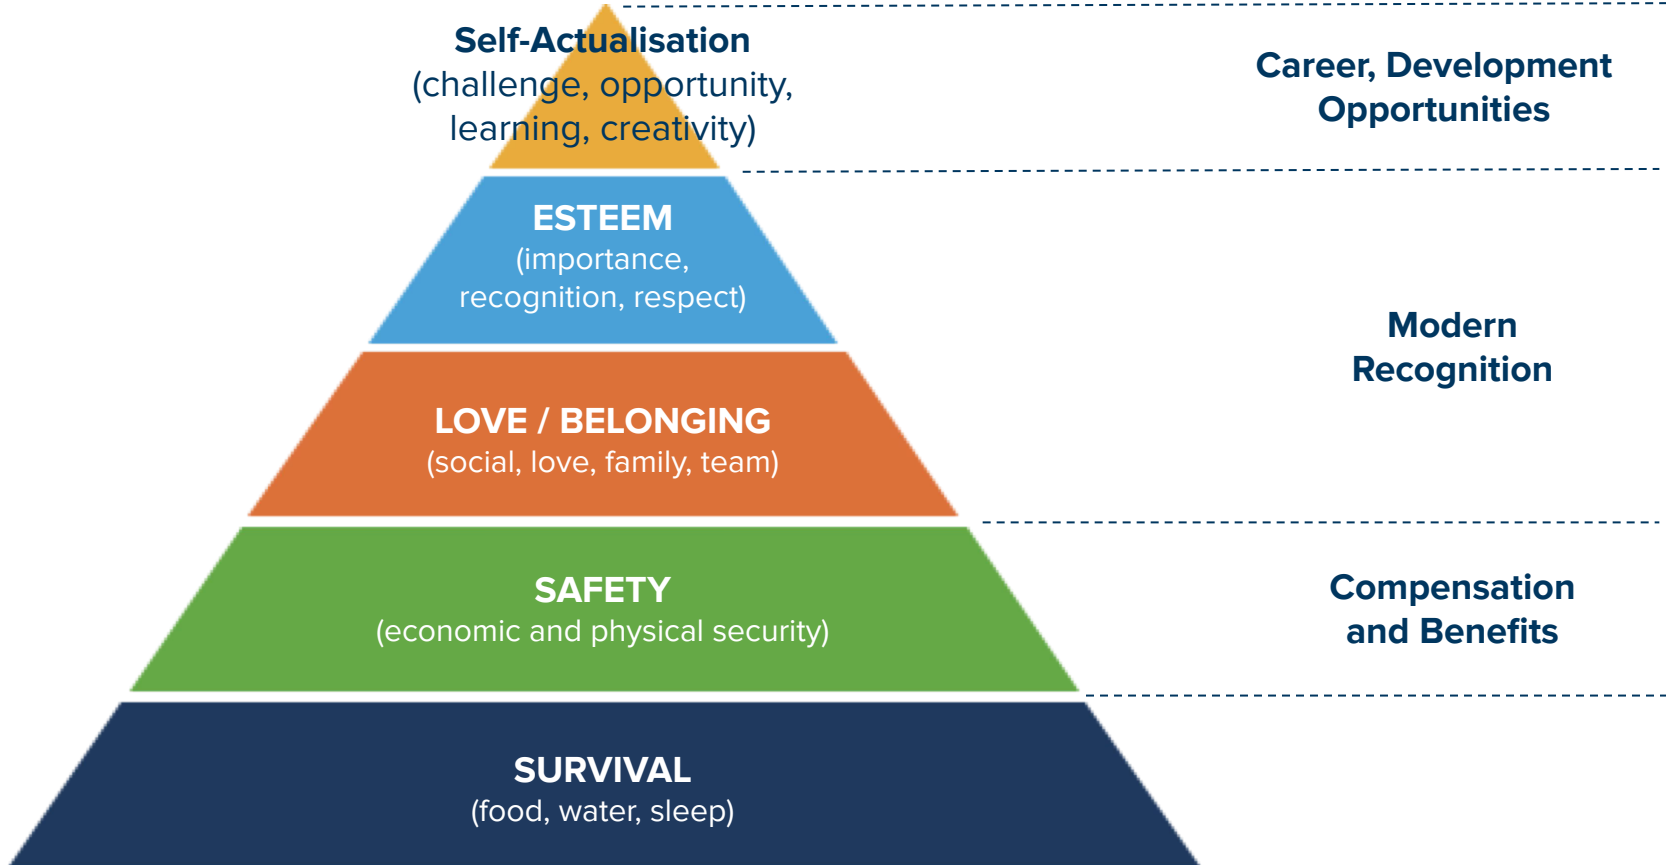 Self-Actualisation
(challenge, opportunity,
learning, creativity)
Career, Development
Opportunities
ESTEEM
(importance,
recognition, respect)
Modern
Recognition
LOVE / BELONGING
(social, love, family, team)
SAFETY
(economic and physical security)
Compensation
and Benefits
SURVIVAL
(food, water, sleep)